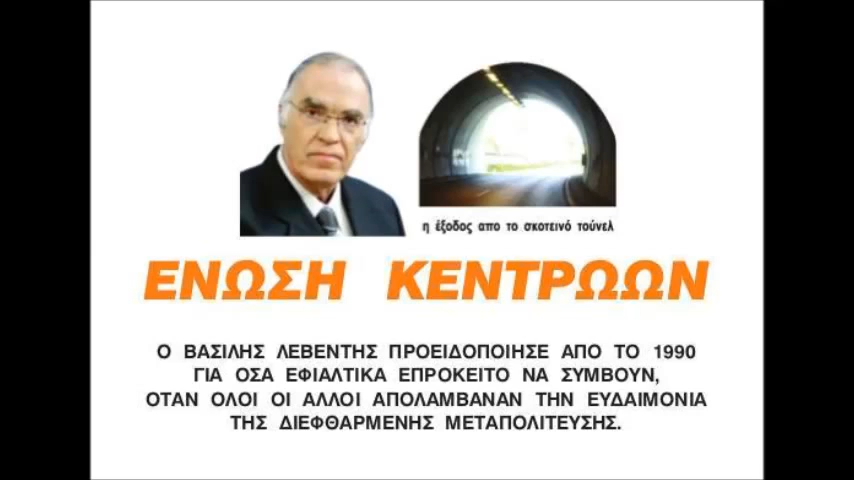 η έξοδος απο το σκοτεινό τούνελ
ΕΝΩΣΗ ΚΕΝΤΡΩΩΝ
Ο ΒΑΣΙΛΗΣ ΛΕΒΕΝΤΗΣ ΠΡΟΕΙΔΟΠΟΙΗΣΕ ΑΠΟ ΤΟ 1990
ΓΙΑ ΟΣΑ ΕΦΙΑΛΤΙΚΑ ΕΠΡΟΚΕΙΤΟ ΝΑ ΣΥΜΒΟΥΝ,
ΟΤΑΝ ΟΛΟΙ ΟΙ ΑΛΛΟΙ ΑΠΟΛΑΜΒΑΝΑΝ ΤΗΝ ΕΥΔΑΙΜΟΝΙΑ
ΤΗΣ ΔΙΕΦΘΑΡΜΕΝΗΣ ΜΕΤΑΠΟΛΙΤΕΥΣΗΣ.